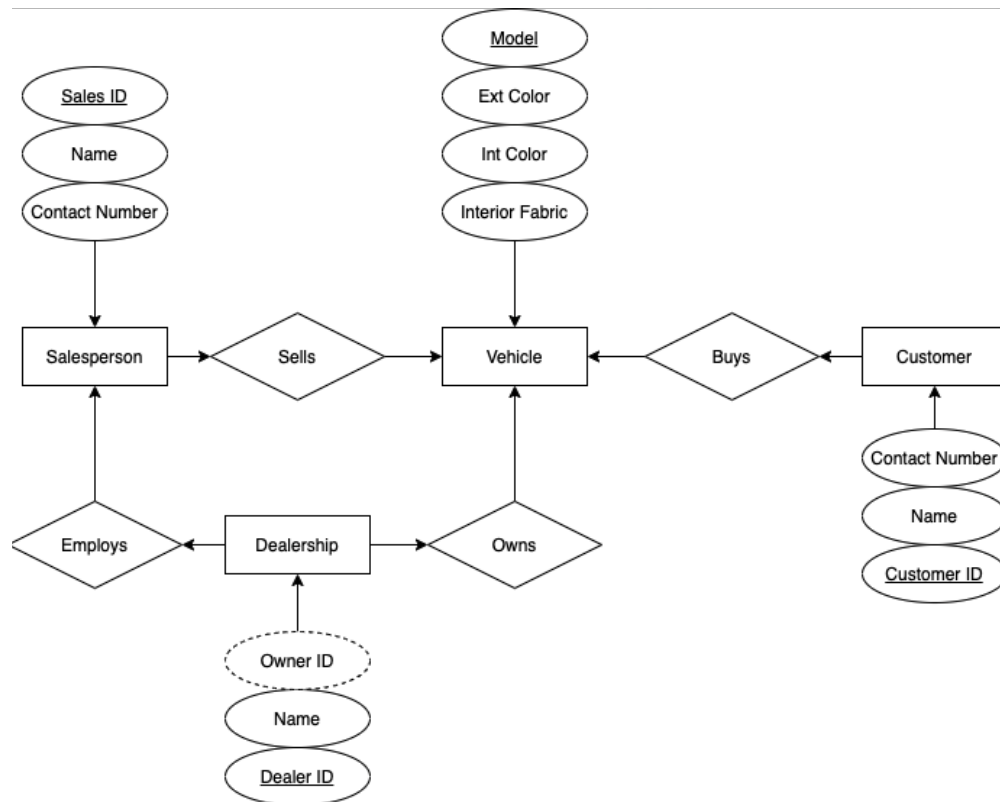 Model
Sales ID
Ext Color
Name
Int Color
Contact Number
Interior Fabric
Salesperson
Sells
Vehicle
Buys
Customer
Contact Number
Name
Employs
Dealership
Owns
Customer ID
Owner ID
Name
Dealer ID